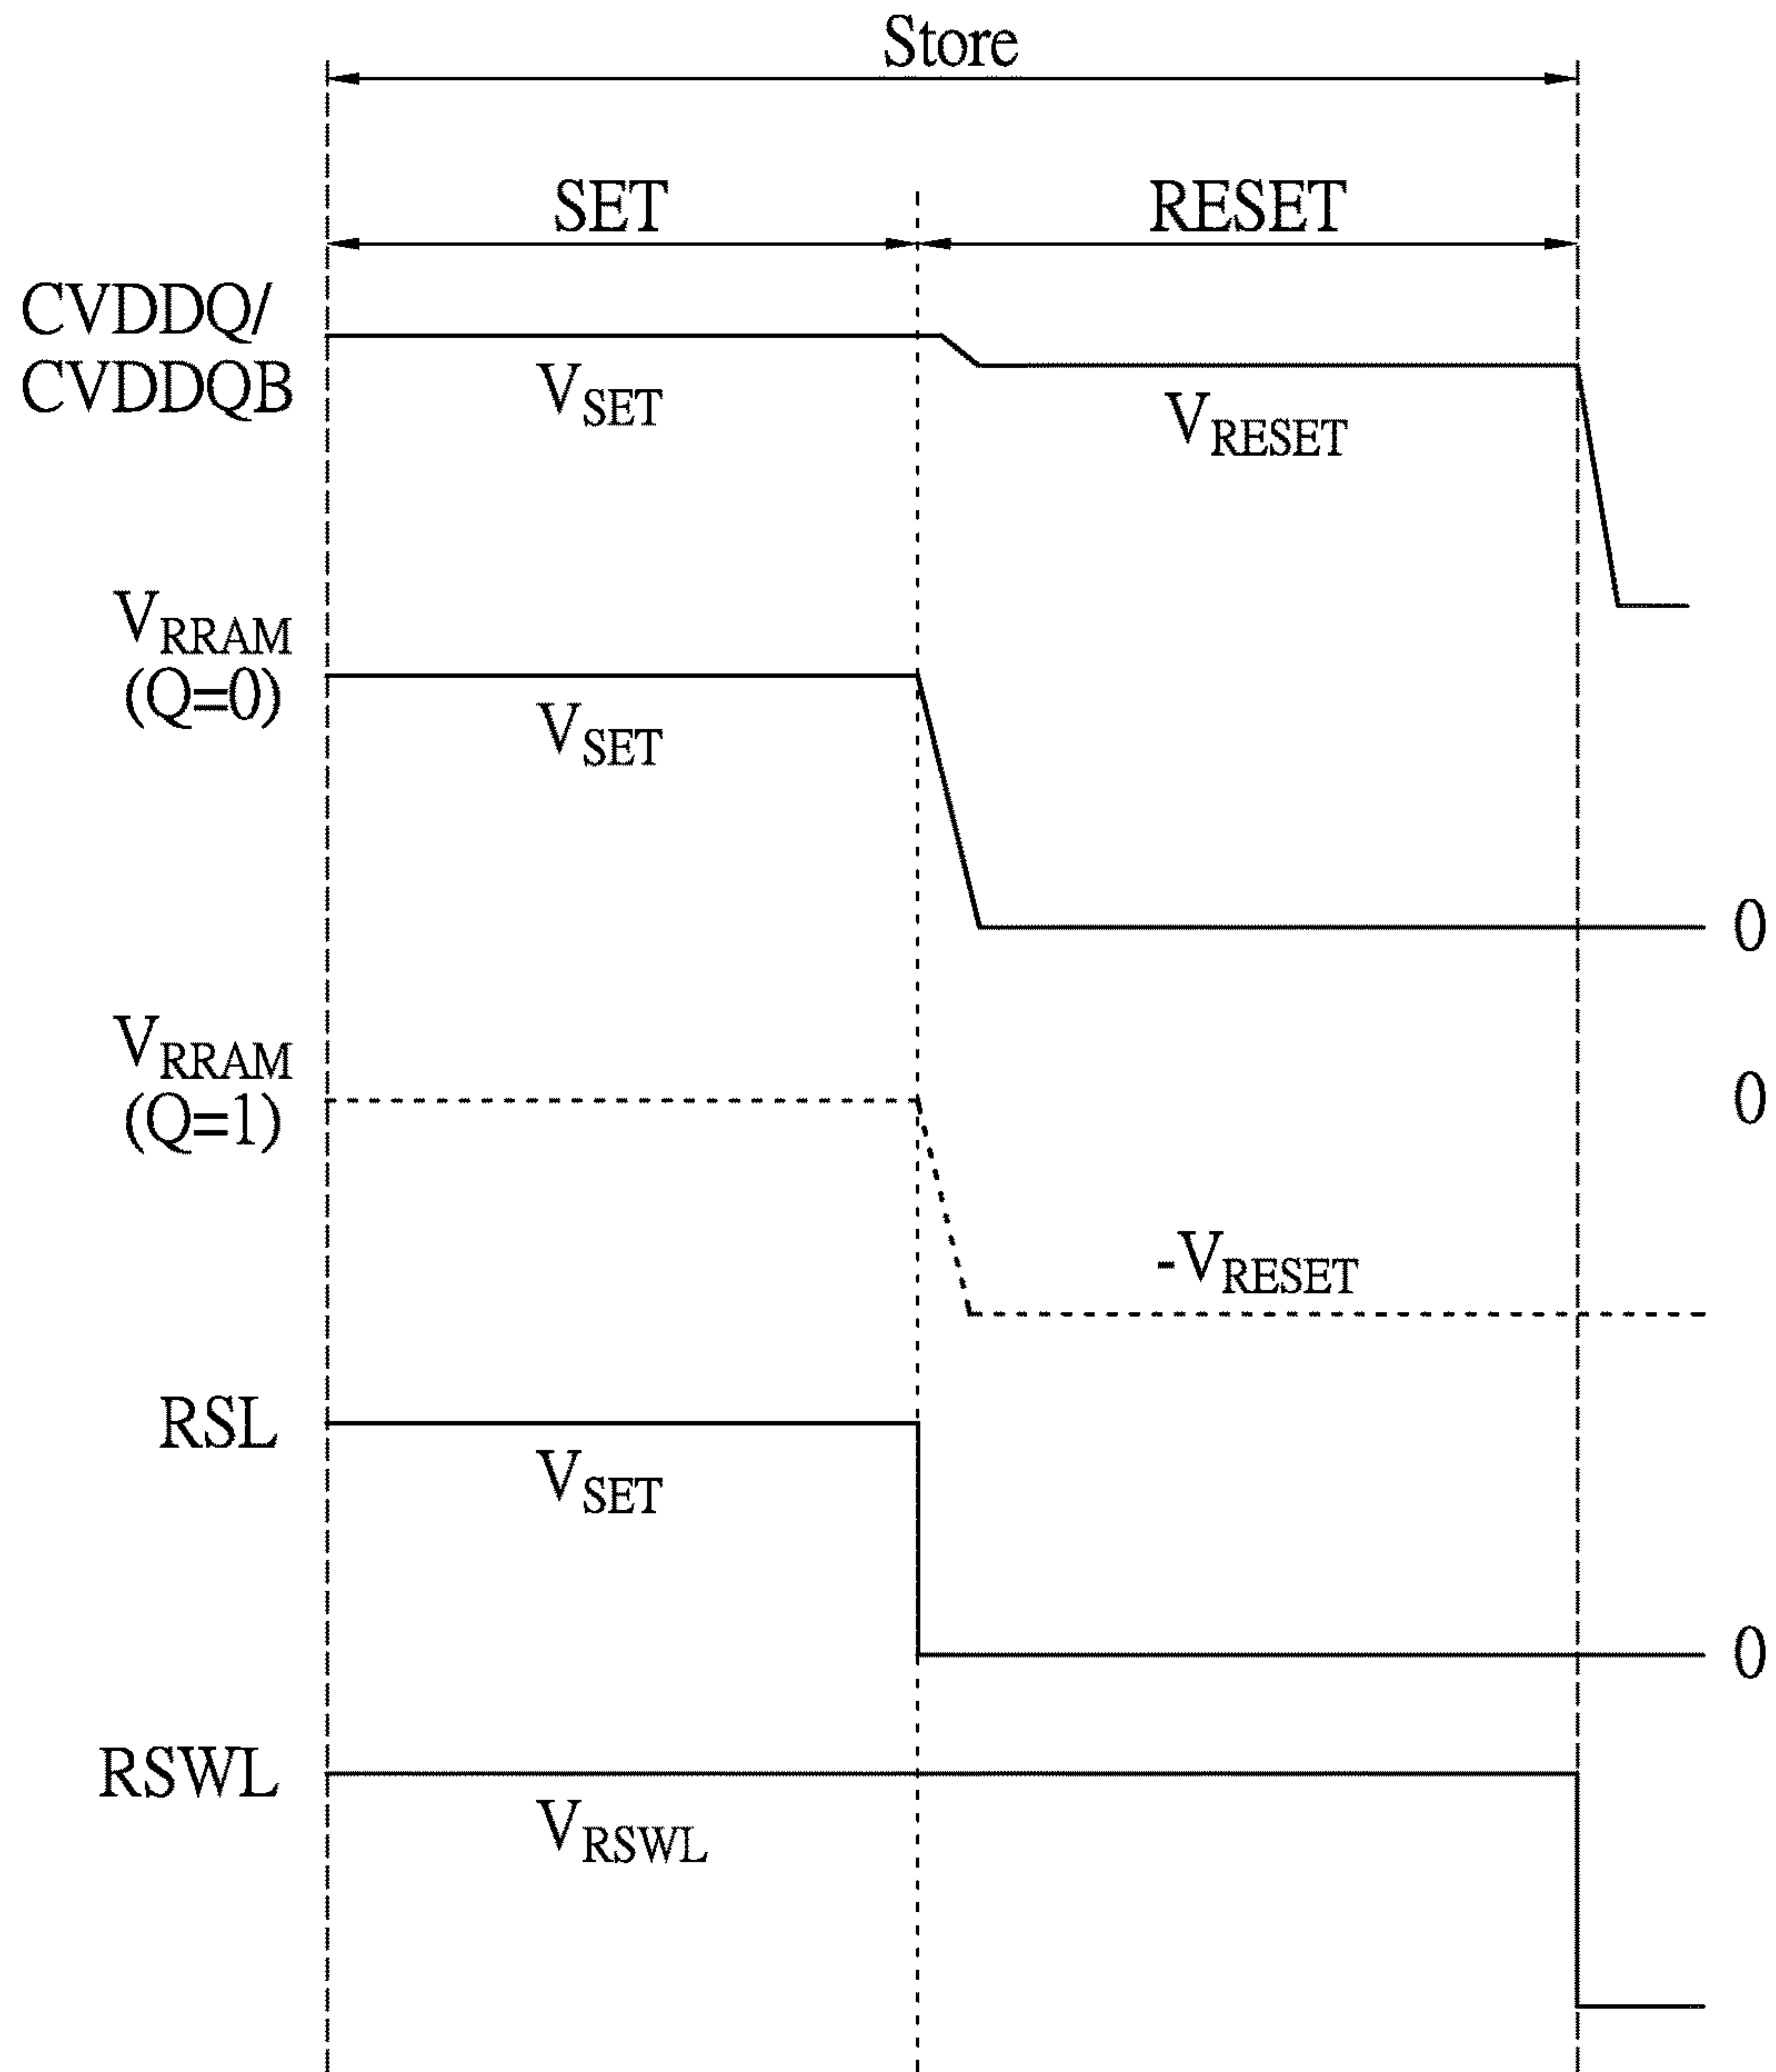 Store
SET RESET
CVDDQ/
CVDDQB
VSET VRESET
VRRAM
(Q=0)
VSET
0
VRRAM
(Q=1)
0
-VRESET
RSL
VSET
0
RSWL
VRSWL